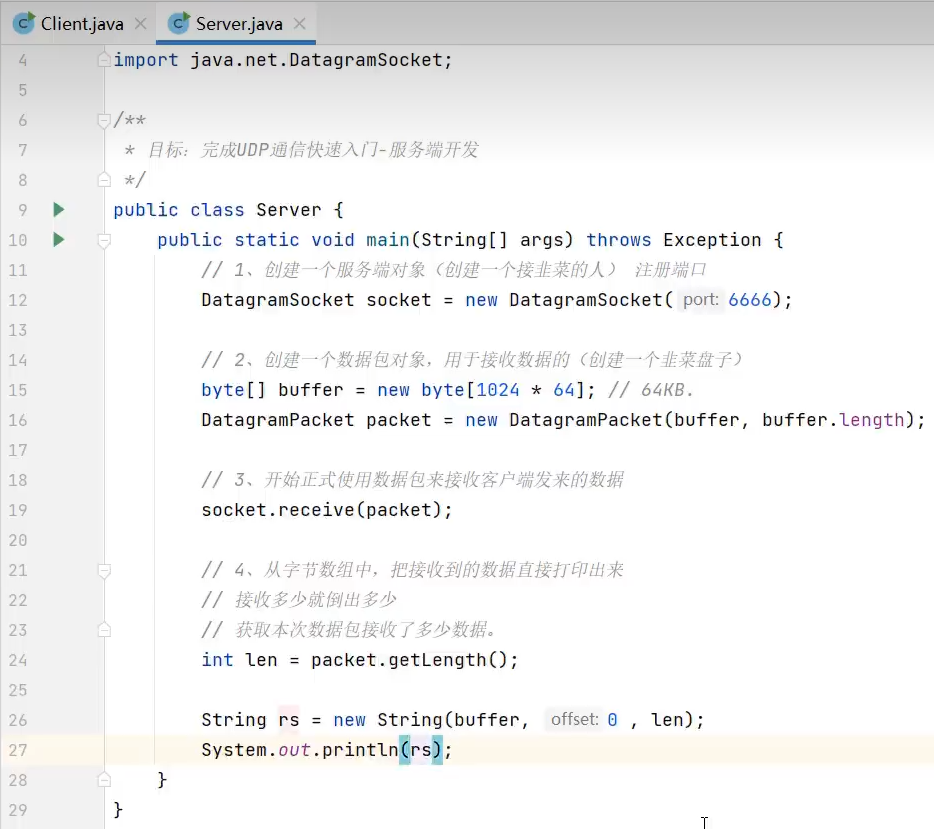 Client.java
Server.java
4 import java.net.DatagramSocket;
5
6 /**
7  * 目标：完成UDP通信快速入门-服务端开发
8  */
9 public class Server {
10     public static void main(String[] args) throws Exception {
11         // 1、创建一个服务端对象（创建一个接韭菜的人） 注册端口
12         DatagramSocket socket = new DatagramSocket( port: 6666);
13
14         // 2、创建一个数据包对象，用于接收数据的（创建一个韭菜盘子）
15         byte[] buffer = new byte[1024 * 64]; // 64KB.
16         DatagramPacket packet = new DatagramPacket(buffer, buffer.length);
17
18         // 3、开始正式使用数据包来接收客户端发来的数据
19         socket.receive(packet);
20
21         // 4、从字节数组中，把接收到的数据直接打印出来
22         // 接收多少就倒出多少
23         // 获取本次数据包接收了多少数据。
24         int len = packet.getLength();
25
26         String rs = new String(buffer, offset: 0 , len);
27         System.out.println(rs);
28     }
29 }